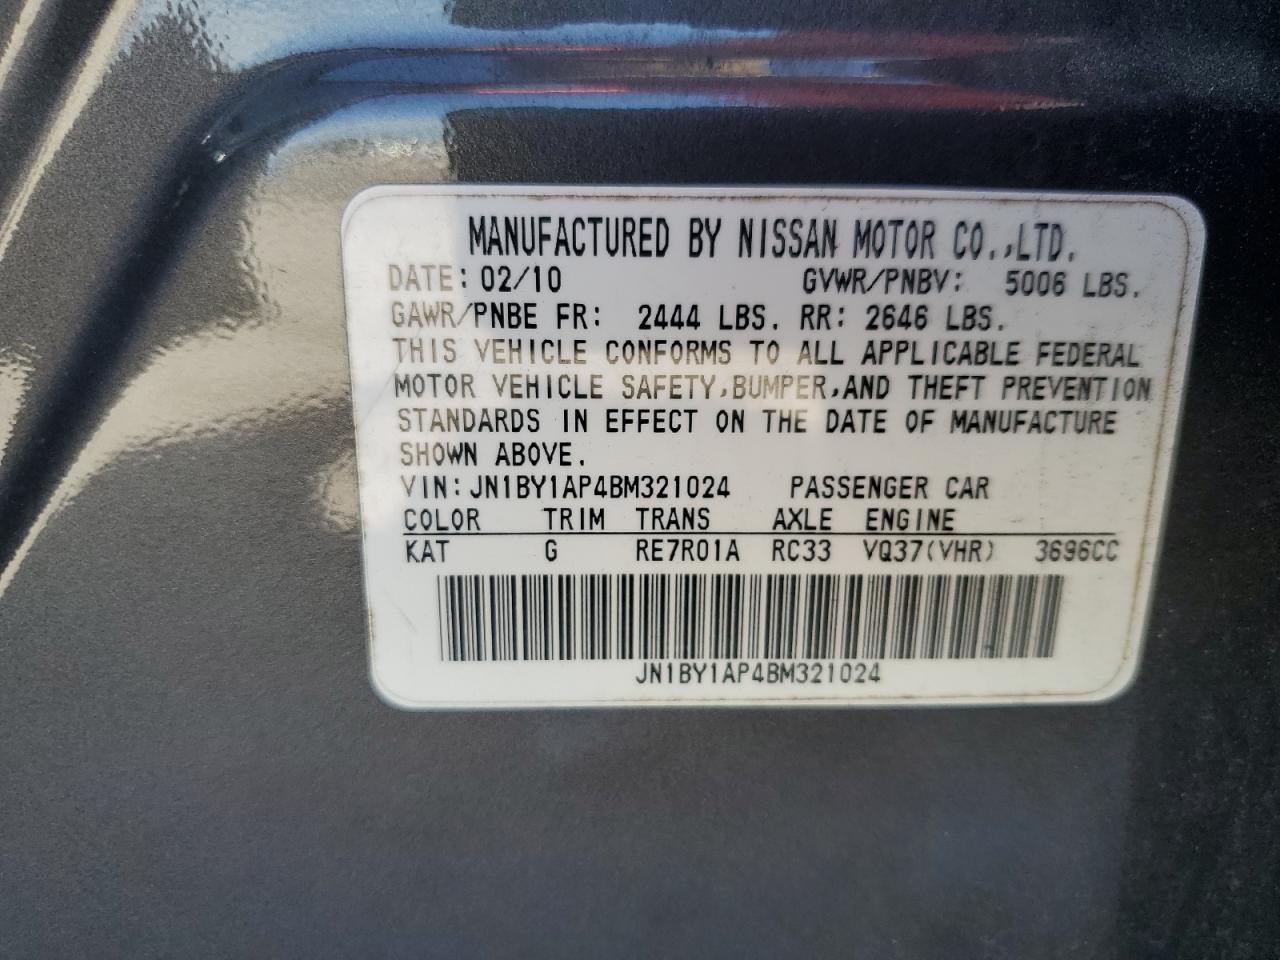 MANUFACTURED BY NISSAN MOTOR CO.,LTD.
DATE: 02/10 GVWR/PNBV: 5006 LBS.
GAWR/PNBE FR: 2444 LBS. RR: 2646 LBS.
THIS VEHICLE CONFORMS TO ALL APPLICABLE FEDERAL
MOTOR VEHICLE SAFETY,BUMPER,AND THEFT PREVENTION
STANDARDS IN EFFECT ON THE DATE OF MANUFACTURE
SHOWN ABOVE.
VIN: JN1BY1AP4BM321024 PASSENGER CAR
COLOR TRIM TRANS AXLE ENGINE
KAT G RE7R01A RC33 VQ37(VHR) 3696CC
JN1BY1AP4BM321024